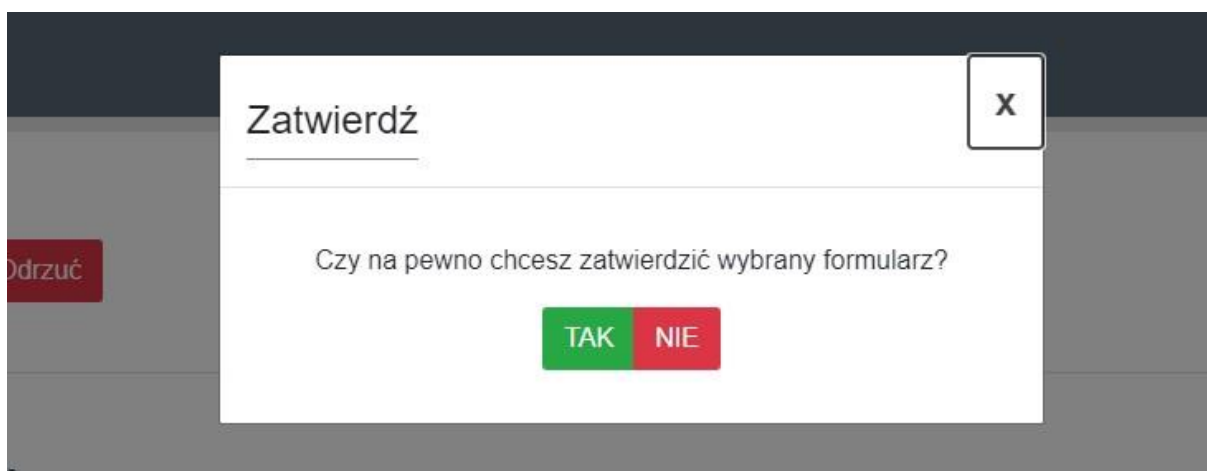 Zatwierdź
X
Odrzuć
Czy na pewno chcesz zatwierdzić wybrany formularz?
TAK NIE